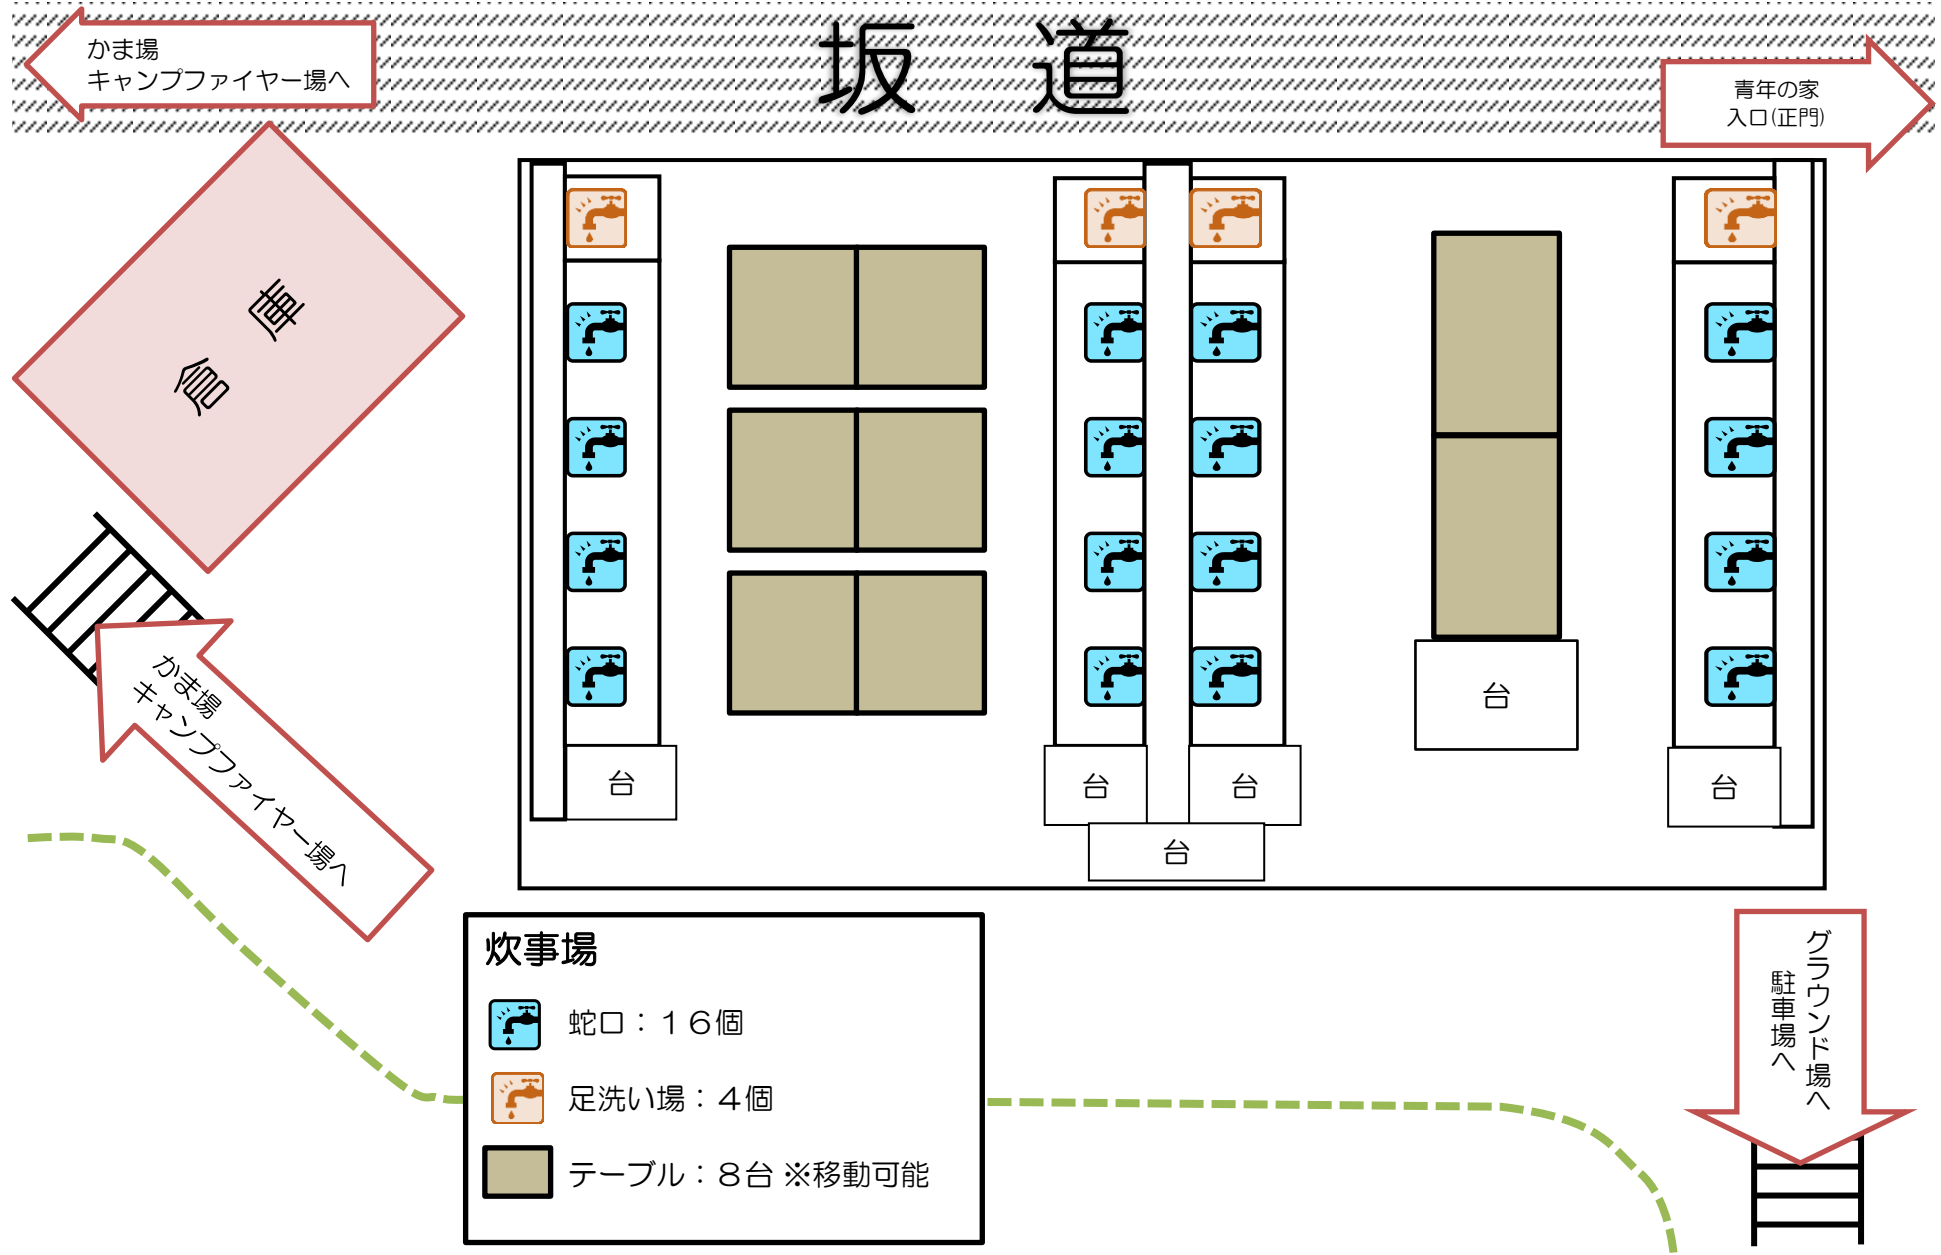 坂 道
かま場
キャンプファイヤー場へ
青年の家
入口(正門)
倉 庫
かま場
キャンプファイヤー場へ
台
台
台
台
台
台
炊事場
蛇口：１６個
足洗い場：４個
テーブル：８台 ※移動可能
グラウンド場へ
駐車場へ